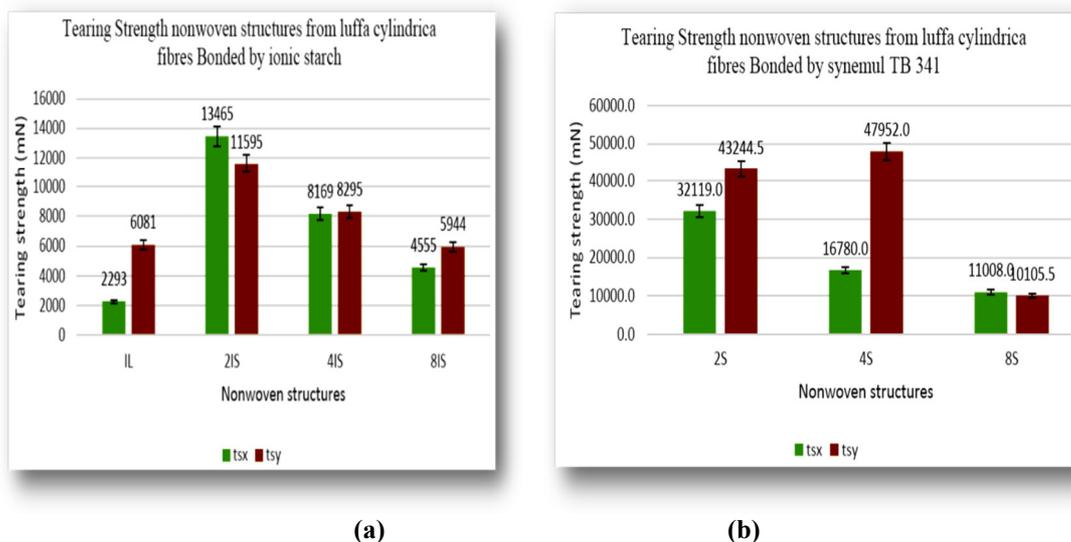 Tearing Strength nonwoven structures from luffa cylindrica
fibres Bonded by ionic starch
Tearing strength (mN)
16000
14000
12000
10000
8000
6000
4000
2000
0
2293
6081
13465
11595
8169
8295
4555
5944
IL
2IS
4IS
8IS
Nonwoven structures
tsx
tsy
(a)
Tearing Strength nonwoven structures from luffa cylindrica
fibres Bonded by synemul TB 341
Tearing strength (mN)
60000.0
50000.0
40000.0
30000.0
20000.0
10000.0
0.0
32119.0
43244.5
16780.0
47952.0
11008.0
10105.5
2S
4S
8S
Nonwoven structures
tsx
tsy
(b)